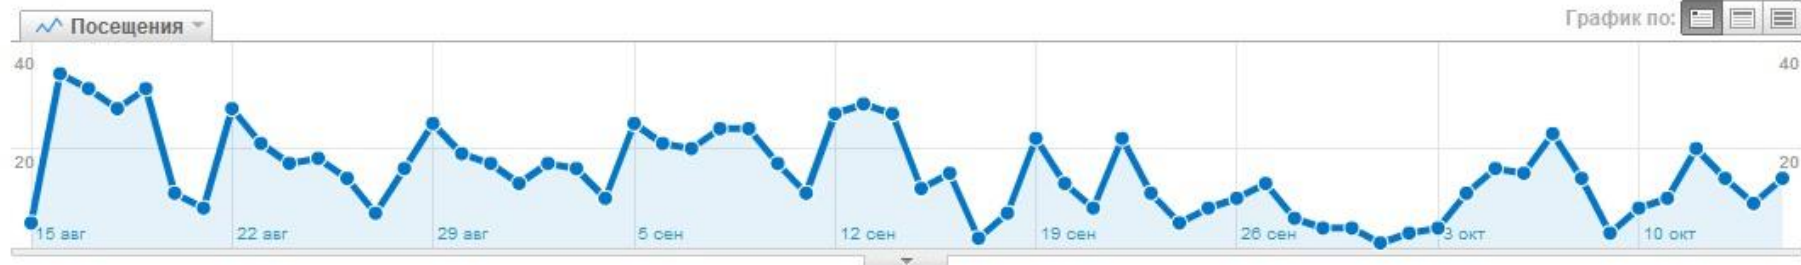 Посещения
График по:
40 40
20 20
15 авг 22 авг 29 авг 5 сен 12 сен 19 сен 26 сен 3 окт 10 окт